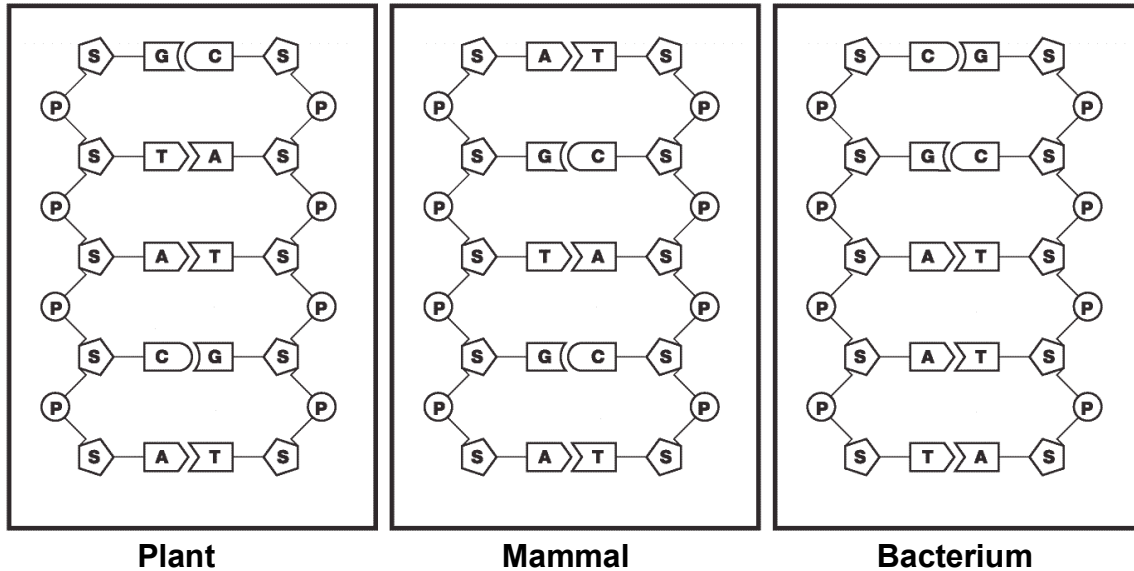 S G C S S A T S S C G S
P P P P P P
S T A S S G C S S G C S
P P P P P P
S A T S S T A S S A T S
P P P P P P
S C G S S G C S S A T S
P P P P P P
S A T S S A T S S T A S
Plant Mammal Bacterium